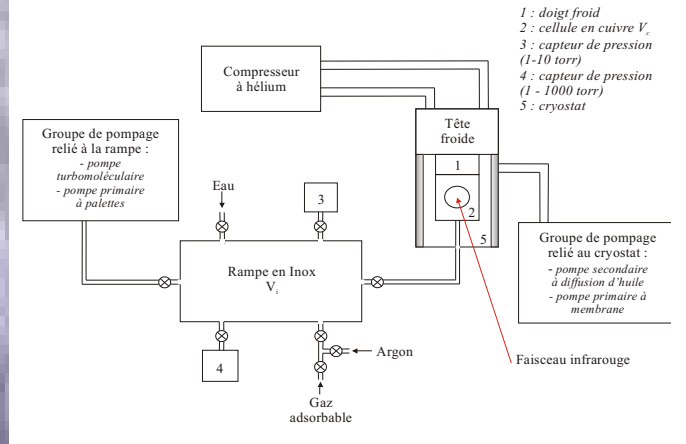 1 : doigt froid
2 : cellule en cuivre Vc
3 : capteur de pression
(1-10 torr)
4 : capteur de pression
(1 - 1000 torr)
5 : cryostat
Compresseur
à hélium
Tête
froide
Groupe de pompage
relié à la rampe :
- pompe
turbomoléculaire
- pompe primaire
à palettes
1
Eau
3
2
5
Groupe de pompage
relié au cryostat :
- pompe secondaire
à diffusion d'huile
- pompe primaire à
membrane
Rampe en Inox
Vi
4
Argon
Faisceau infrarouge
Gaz
adsorbable